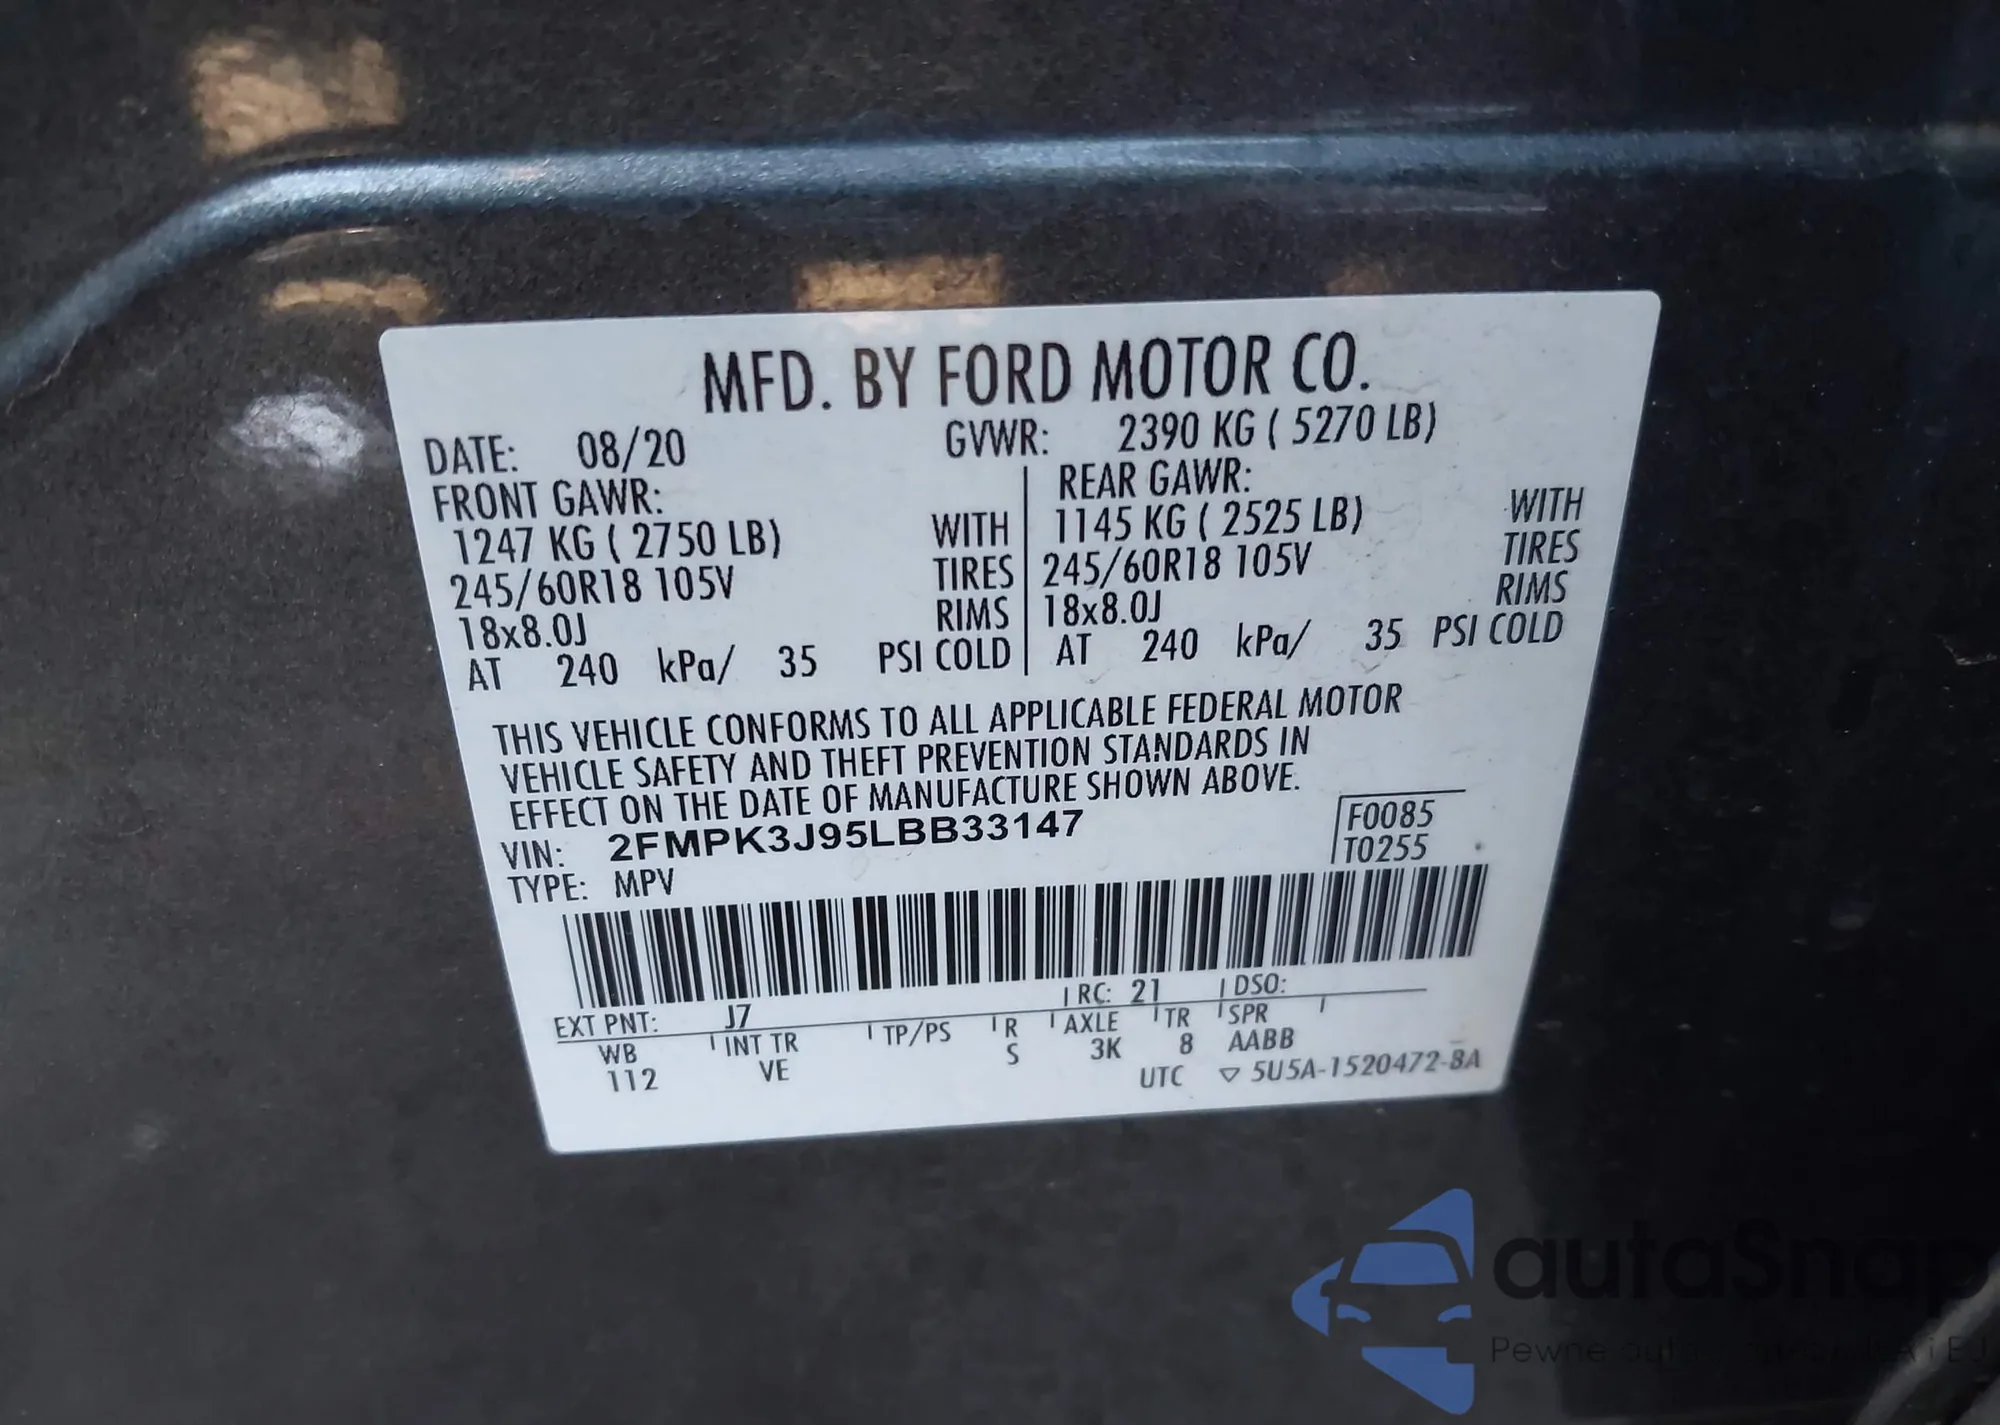 MFD. BY FORD MOTOR CO.
DATE: 08/20 GVWR: 2390 KG ( 5270 LB)
FRONT GAWR: REAR GAWR:
1247 KG ( 2750 LB) WITH 1145 KG ( 2525 LB) WITH
245/60R18 105V TIRES 245/60R18 105V TIRES
18x8.0J RIMS 18x8.0J RIMS
AT 240 kPa/ 35 PSI COLD AT 240 kPa/ 35 PSI COLD
THIS VEHICLE CONFORMS TO ALL APPLICABLE FEDERAL MOTOR
VEHICLE SAFETY AND THEFT PREVENTION STANDARDS IN
EFFECT ON THE DATE OF MANUFACTURE SHOWN ABOVE.
VIN: 2FMPK3J95LBB33147 F0085
TYPE: MPV T0255
EXT PNT: J7 RC: 21 DSO:
WB INT TR TP/PS R AXLE TR SPR
112 VE S 3K 8 AABB
UTC ▽ 5U5A-1520472-BA
autaSnap
Pewne auta i EU